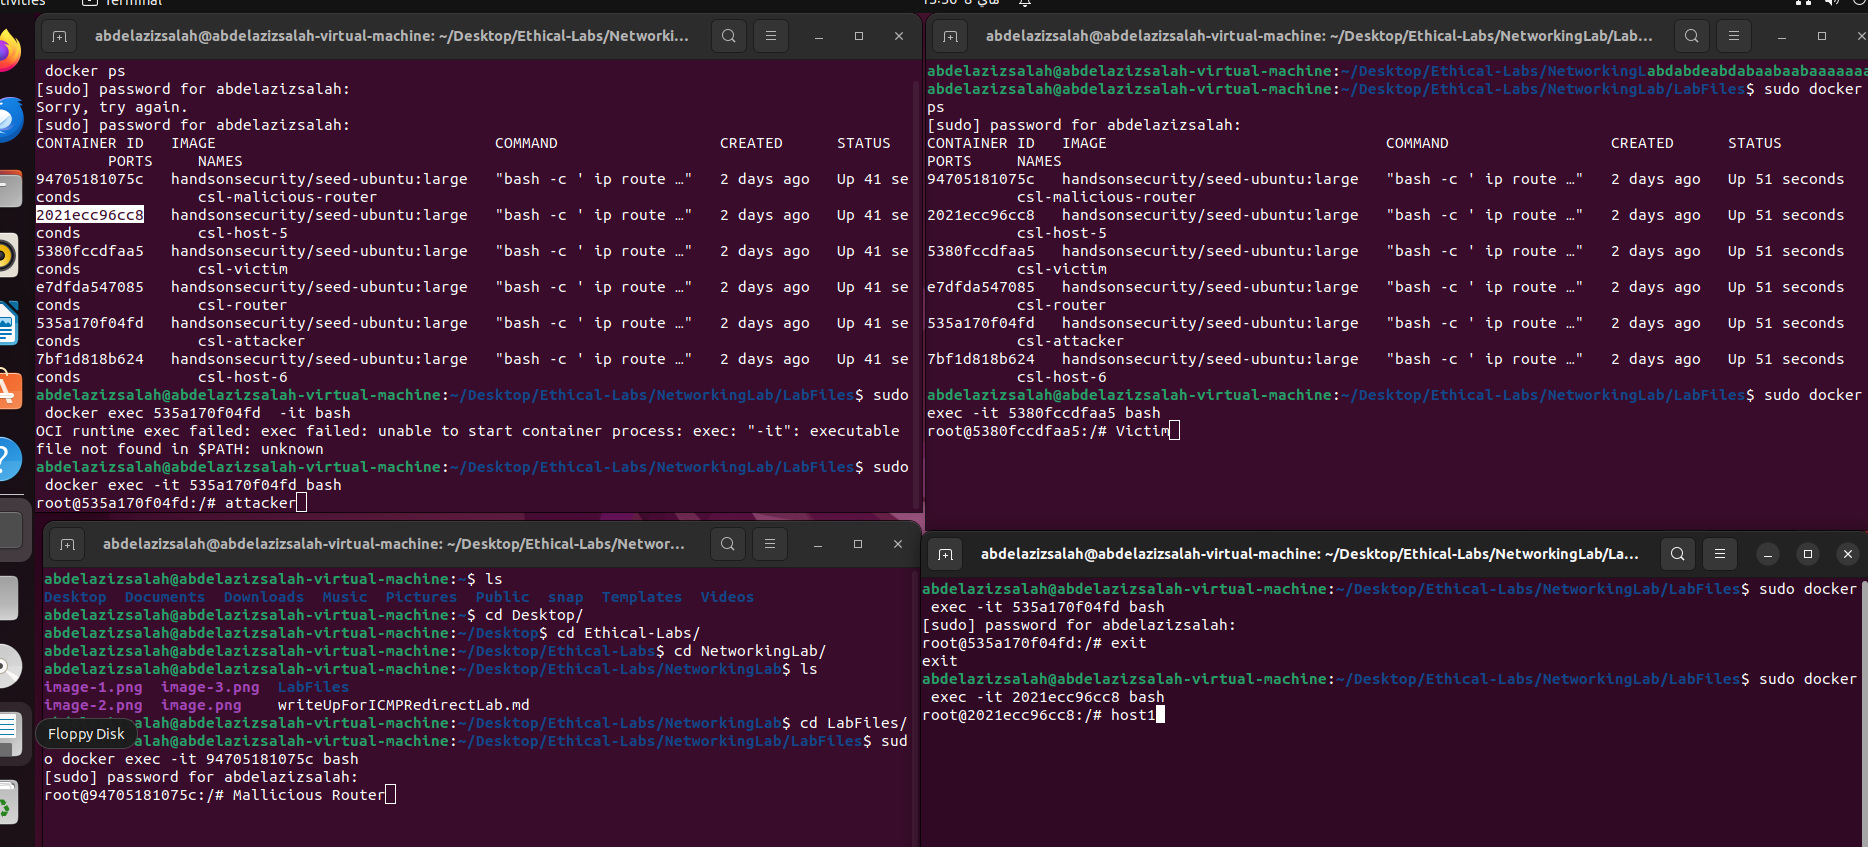 Terminal
abdelazizsalah@abdelazizsalah-virtual-machine: ~/Desktop/Ethical-Labs/Networki...
docker ps
[sudo] password for abdelazizsalah:
Sorry, try again.
[sudo] password for abdelazizsalah:
CONTAINER ID   IMAGE                               COMMAND                  CREATED      STATUS
        PORTS     NAMES
94705181075c   handsonsecurity/seed-ubuntu:large   "bash -c ' ip route …"   2 days ago   Up 41 se
conds             csl-malicious-router
2021ecc96cc8   handsonsecurity/seed-ubuntu:large   "bash -c ' ip route …"   2 days ago   Up 41 se
conds             csl-host-5
5380fccdfaa5   handsonsecurity/seed-ubuntu:large   "bash -c ' ip route …"   2 days ago   Up 41 se
conds             csl-victim
e7dfda547085   handsonsecurity/seed-ubuntu:large   "bash -c ' ip route …"   2 days ago   Up 41 se
conds             csl-router
535a170f04fd   handsonsecurity/seed-ubuntu:large   "bash -c ' ip route …"   2 days ago   Up 41 se
conds             csl-attacker
7bf1d818b624   handsonsecurity/seed-ubuntu:large   "bash -c ' ip route …"   2 days ago   Up 41 se
conds             csl-host-6
abdelazizsalah@abdelazizsalah-virtual-machine:~/Desktop/Ethical-Labs/NetworkingLab/LabFiles$ sudo
 docker exec 535a170f04fd  -it bash
OCI runtime exec failed: exec failed: unable to start container process: exec: "-it": executable
file not found in $PATH: unknown
abdelazizsalah@abdelazizsalah-virtual-machine:~/Desktop/Ethical-Labs/NetworkingLab/LabFiles$ sudo
 docker exec -it 535a170f04fd bash
root@535a170f04fd:/# attacker
abdelazizsalah@abdelazizsalah-virtual-machine: ~/Desktop/Ethical-Labs/NetworkingLab/Lab...
abdelazizsalah@abdelazizsalah-virtual-machine:~/Desktop/Ethical-Labs/NetworkingL
abdelazizsalah@abdelazizsalah-virtual-machine:~/Desktop/Ethical-Labs/NetworkingLab/LabFiles$ sudo docker
ps
[sudo] password for abdelazizsalah:
CONTAINER ID   IMAGE                               COMMAND                  CREATED      STATUS
PORTS     NAMES
94705181075c   handsonsecurity/seed-ubuntu:large   "bash -c ' ip route …"   2 days ago   Up 51 seconds
          csl-malicious-router
2021ecc96cc8   handsonsecurity/seed-ubuntu:large   "bash -c ' ip route …"   2 days ago   Up 51 seconds
          csl-host-5
5380fccdfaa5   handsonsecurity/seed-ubuntu:large   "bash -c ' ip route …"   2 days ago   Up 51 seconds
          csl-victim
e7dfda547085   handsonsecurity/seed-ubuntu:large   "bash -c ' ip route …"   2 days ago   Up 51 seconds
          csl-router
535a170f04fd   handsonsecurity/seed-ubuntu:large   "bash -c ' ip route …"   2 days ago   Up 51 seconds
          csl-attacker
7bf1d818b624   handsonsecurity/seed-ubuntu:large   "bash -c ' ip route …"   2 days ago   Up 51 seconds
          csl-host-6
abdelazizsalah@abdelazizsalah-virtual-machine:~/Desktop/Ethical-Labs/NetworkingLab/LabFiles$ sudo docker
exec -it 5380fccdfaa5 bash
root@5380fccdfaa5:/# Victim
abdelazizsalah@abdelazizsalah-virtual-machine: ~/Desktop/Ethical-Labs/Networ...
abdelazizsalah@abdelazizsalah-virtual-machine:~$ ls
Desktop  Documents  Downloads  Music  Pictures  Public  snap  Templates  Videos
abdelazizsalah@abdelazizsalah-virtual-machine:~$ cd Desktop/
abdelazizsalah@abdelazizsalah-virtual-machine:~/Desktop$ cd Ethical-Labs/
abdelazizsalah@abdelazizsalah-virtual-machine:~/Desktop/Ethical-Labs$ cd NetworkingLab/
abdelazizsalah@abdelazizsalah-virtual-machine:~/Desktop/Ethical-Labs/NetworkingLab$ ls
image-1.png  image-3.png  LabFiles
image-2.png  image.png    writeUpForICMPRedirectLab.md
abdelazizsalah@abdelazizsalah-virtual-machine:~/Desktop/Ethical-Labs/NetworkingLab$ cd LabFiles/
alah@abdelazizsalah-virtual-machine:~/Desktop/Ethical-Labs/NetworkingLab/LabFiles$ sud
o docker exec -it 94705181075c bash
[sudo] password for abdelazizsalah:
root@94705181075c:/# Mallicious Router
Floppy Disk
abdelazizsalah@abdelazizsalah-virtual-machine: ~/Desktop/Ethical-Labs/NetworkingLab/La...
abdelazizsalah@abdelazizsalah-virtual-machine:~/Desktop/Ethical-Labs/NetworkingLab/LabFiles$ sudo docker
 exec -it 535a170f04fd bash
[sudo] password for abdelazizsalah:
root@535a170f04fd:/# exit
exit
abdelazizsalah@abdelazizsalah-virtual-machine:~/Desktop/Ethical-Labs/NetworkingLab/LabFiles$ sudo docker
 exec -it 2021ecc96cc8 bash
root@2021ecc96cc8:/# host1